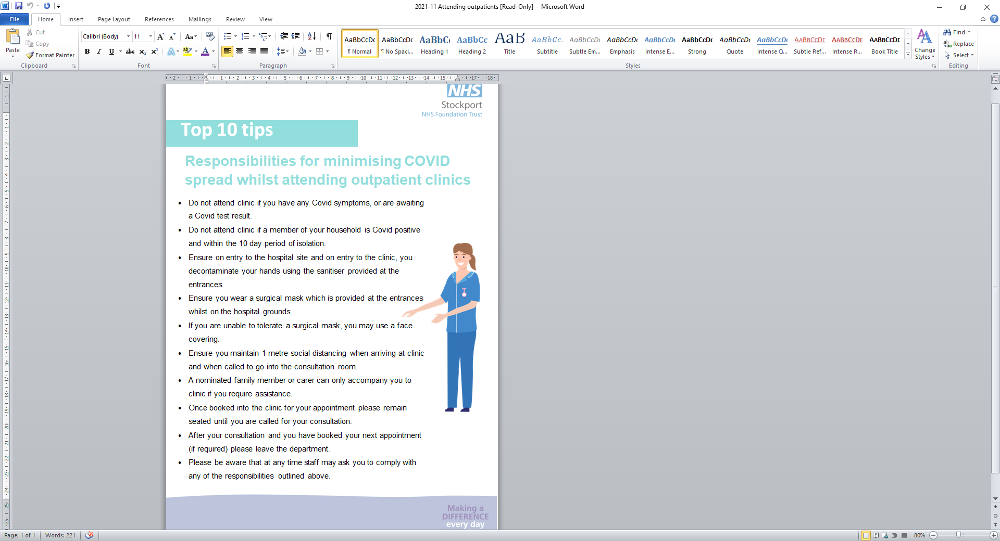 2021-11 Attending outpatients [Read-Only] - Microsoft Word
File Home Insert Page Layout References Mailings Review View
Paste
Cut
Copy
Format Painter
Clipboard
Calibri (Body) 11
Font
Paragraph
AaBbCcDc AaBbCcDc AaBbCc AaBbCc AaB AaBbCc. AaBbCcDc AaBbCcDc AaBbCcDc AaBbCcDc AaBbCcDc AaBbCcDc AABBCCDE AABBCCDE AABBCCDE
¶ Normal ¶ No Spaci... Heading 1 Heading 2 Title Subtitle Subtle Em... Emphasis Intense E... Strong Quote Intense Q... Subtle Ref... Intense R... Book Title
Change Styles
Styles
Find
Replace
Select
Editing
NHS
Stockport
NHS Foundation Trust
Top 10 tips
Responsibilities for minimising COVID
spread whilst attending outpatient clinics
• Do not attend clinic if you have any Covid symptoms, or are awaiting
a Covid test result.
• Do not attend clinic if a member of your household is Covid positive
and within the 10 day period of isolation.
• Ensure on entry to the hospital site and on entry to the clinic, you
decontaminate your hands using the sanitiser provided at the
entrances.
• Ensure you wear a surgical mask which is provided at the entrances
whilst on the hospital grounds.
• If you are unable to tolerate a surgical mask, you may use a face
covering.
• Ensure you maintain 1 metre social distancing when arriving at clinic
and when called to go into the consultation room.
• A nominated family member or carer can only accompany you to
clinic if you require assistance.
• Once booked into the clinic for your appointment please remain
seated until you are called for your consultation.
• After your consultation and you have booked your next appointment
(if required) please leave the department.
• Please be aware that at any time staff may ask you to comply with
any of the responsibilities outlined above.
Making a
DIFFERENCE
every day
Page: 1 of 1 Words: 221 80%